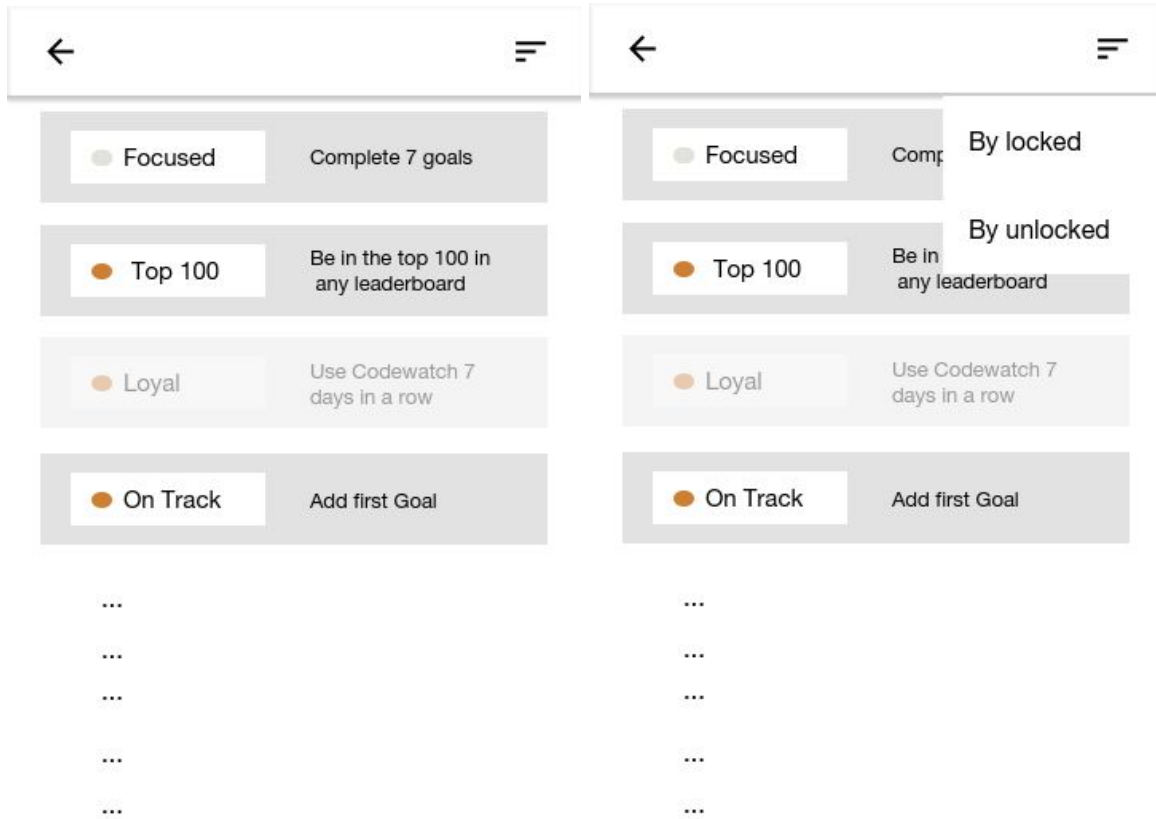 Focused
Complete 7 goals
Top 100
Be in the top 100 in
any leaderboard
Loyal
Use Codewatch 7
days in a row
On Track
Add first Goal
...
...
...
...
...
By locked
By unlocked
Focused
Comp
Top 100
Be in
any leaderboard
Loyal
Use Codewatch 7
days in a row
On Track
Add first Goal
...
...
...
...
...